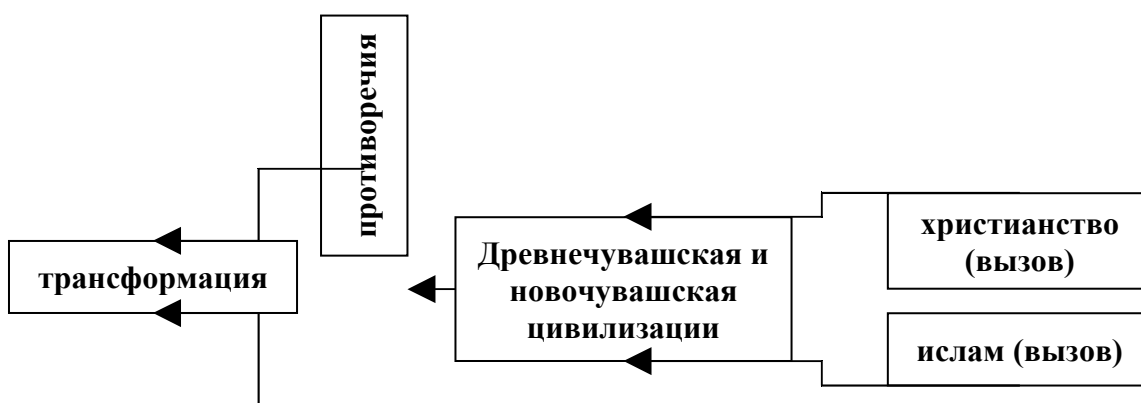 противоречия
трансформация
Древнечувашская и
новочувашская
цивилизации
христианство
(вызов)
ислам (вызов)